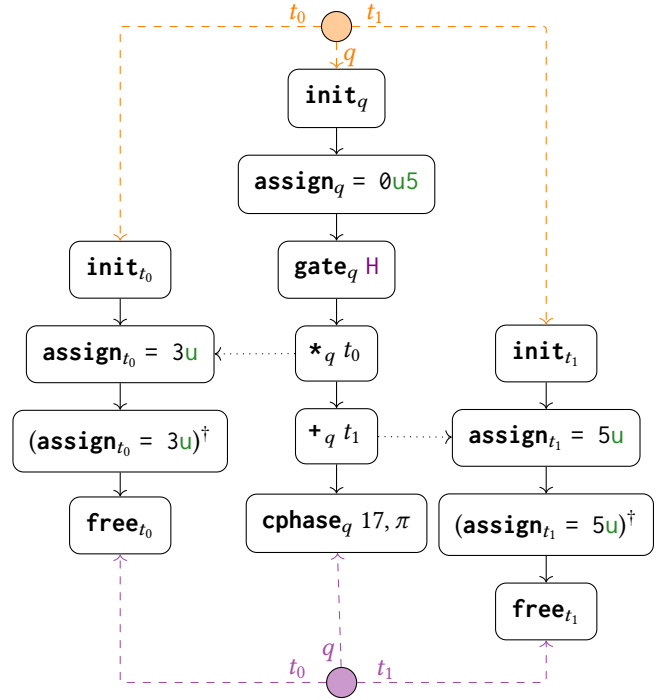 t₀ t₁
q
init_q
assign_q = 0u5
init_t₀ gate_q H
assign_t₀ = 3u *_q t₀ init_t₁
(assign_t₀ = 3u)† +_q t₁ assign_t₁ = 5u
free_t₀ cphase_q 17, π (assign_t₁ = 5u)†
free_t₁
q
t₀ t₁